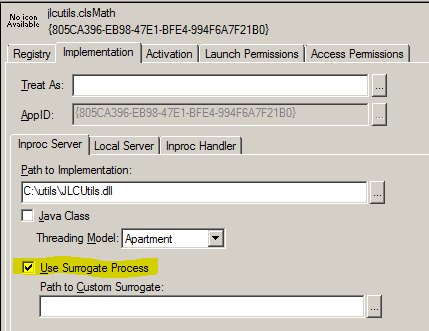 No icon
Available
jlcutils.clsMath
{805CA396-EB98-47E1-BFE4-994F6A7F21B0}
Registry Implementation Activation Launch Permissions Access Permissions
Treat As: ...
AppID: {805CA396-EB98-47E1-BFE4-994F6A7F21B0} ...
Inproc Server Local Server Inproc Handler
Path to Implementation:
C:\utils\JLCUtils.dll ...
Java Class
Threading Model: Apartment
Use Surrogate Process
Path to Custom Surrogate:
...